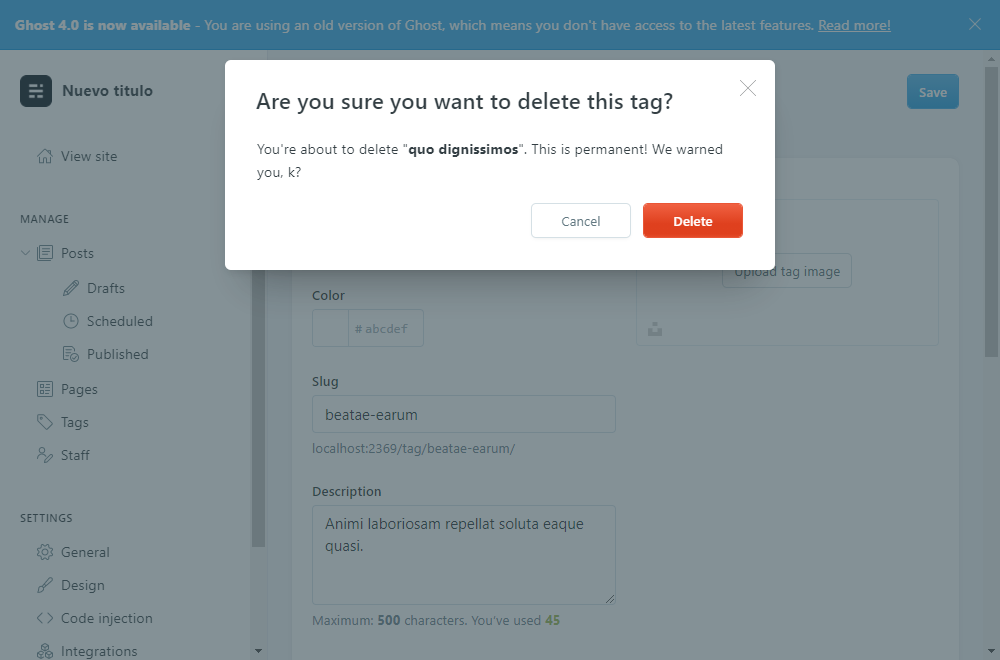 Ghost 4.0 is now available - You are using an old version of Ghost, which means you don't have access to the latest features. Read more!
Nuevo titulo
View site
MANAGE
Posts
Drafts
Scheduled
Published
Pages
Tags
Staff
SETTINGS
General
Design
Code injection
Integrations
Are you sure you want to delete this tag?
You're about to delete "quo dignissimos". This is permanent! We warned
you, k?
Cancel
Delete
Save
Upload tag image
Color
# abcdef
Slug
beatae-earum
localhost:2369/tag/beatae-earum/
Description
Animi laboriosam repellat soluta eaque
quasi.
Maximum: 500 characters. You've used 45